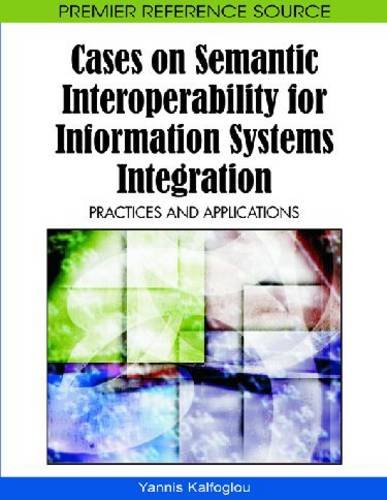 PREMIER REFERENCE SOURCE
Cases on Semantic
Interoperability for
Information Systems
Integration
PRACTICES AND APPLICATIONS
Yannis Kalfoglou